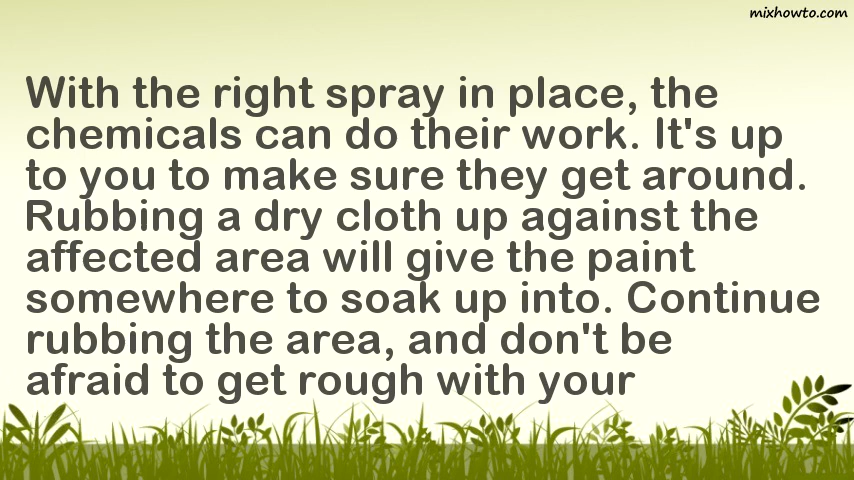 mixhowto.com
With the right spray in place, the
chemicals can do their work. It's up
to you to make sure they get around.
Rubbing a dry cloth up against the
affected area will give the paint
somewhere to soak up into. Continue
rubbing the area, and don't be
afraid to get rough with your